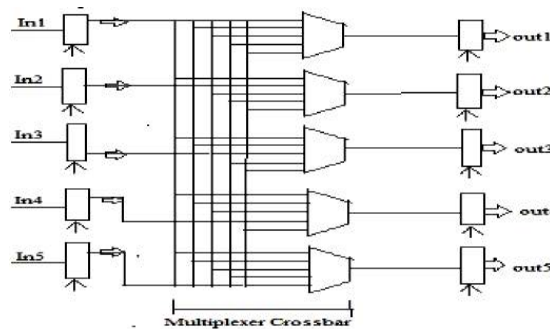 In1
out1
In2
out2
In3
out3
In4
out
In5
out5
Multiplexer Crossbar